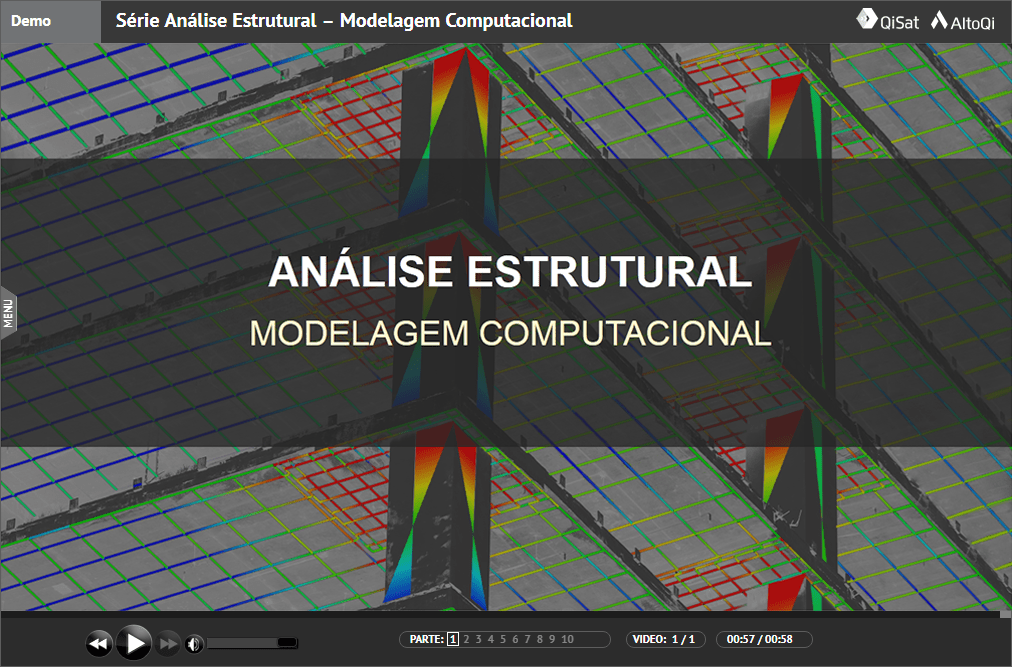 Demo
Série Análise Estrutural – Modelagem Computacional
QiSat AltoQi
ANÁLISE ESTRUTURAL
MODELAGEM COMPUTACIONAL
MENU
PARTE: 1 2 3 4 5 6 7 8 9 10
VIDEO: 1 / 1
00:57 / 00:58